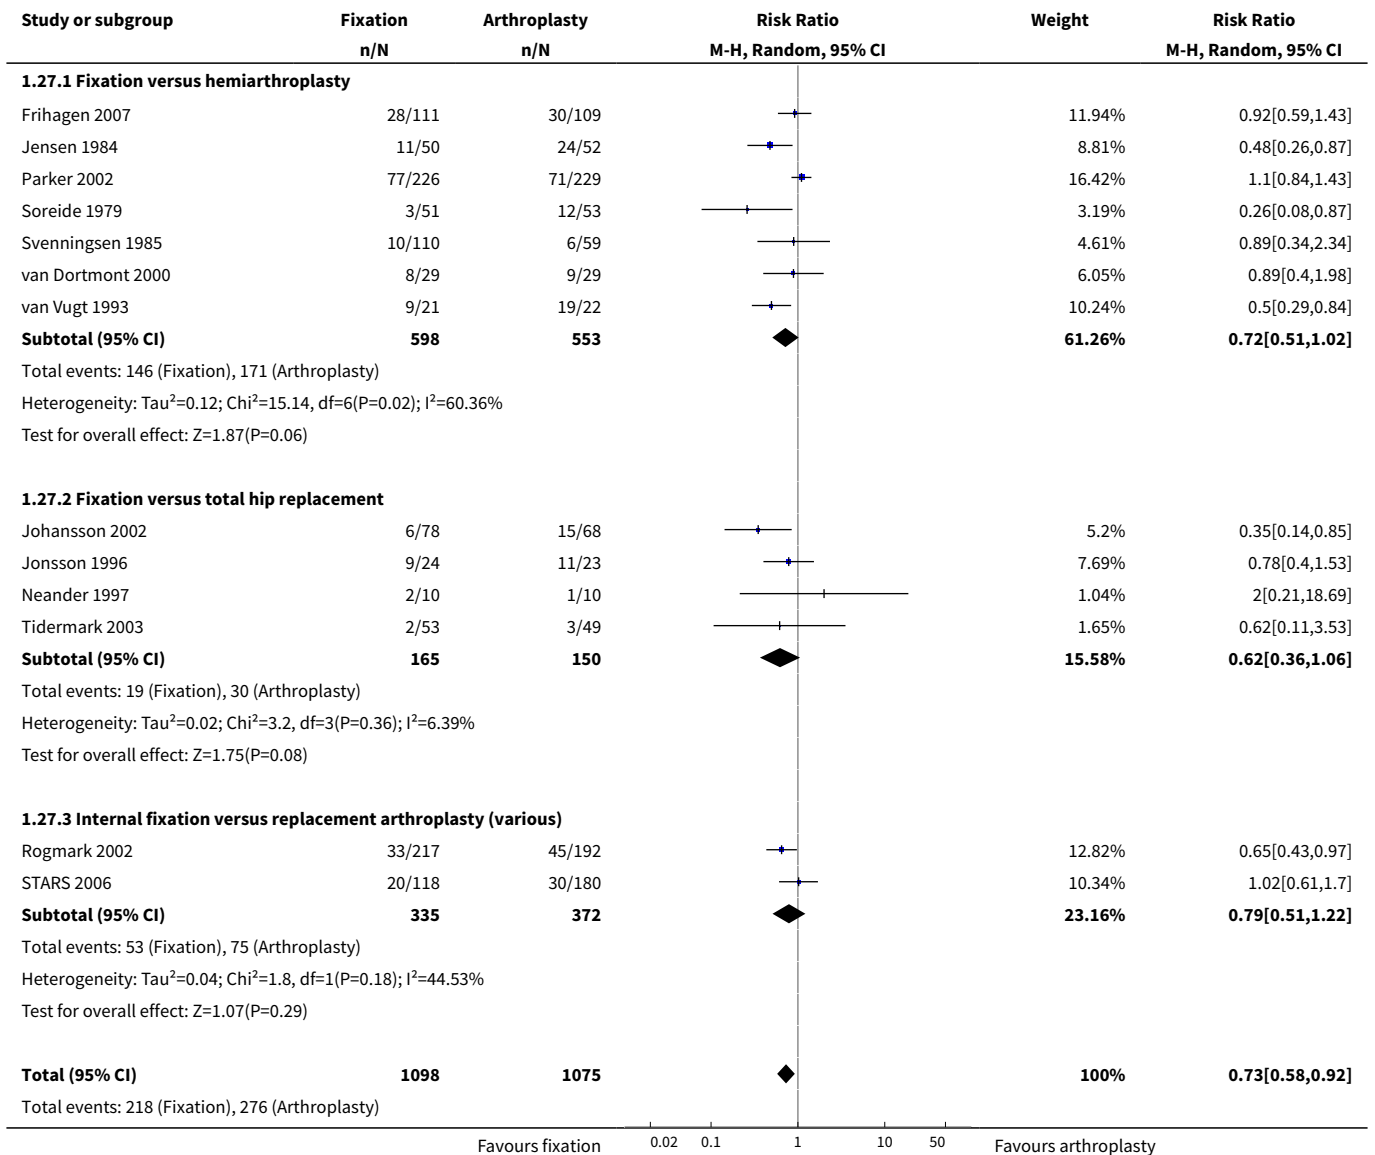 Study or subgroup Fixation Arthroplasty Risk Ratio Weight Risk Ratio
n/N n/N M-H, Random, 95% CI M-H, Random, 95% CI
1.27.1 Fixation versus hemiarthroplasty
Frihagen 2007 28/111 30/109 11.94% 0.92[0.59,1.43]
Jensen 1984 11/50 24/52 8.81% 0.48[0.26,0.87]
Parker 2002 77/226 71/229 16.42% 1.1[0.84,1.43]
Soreide 1979 3/51 12/53 3.19% 0.26[0.08,0.87]
Svenningsen 1985 10/110 6/59 4.61% 0.89[0.34,2.34]
van Dortmont 2000 8/29 9/29 6.05% 0.89[0.4,1.98]
van Vugt 1993 9/21 19/22 10.24% 0.5[0.29,0.84]
Subtotal (95% CI) 598 553 61.26% 0.72[0.51,1.02]
Total events: 146 (Fixation), 171 (Arthroplasty)
Heterogeneity: Tau²=0.12; Chi²=15.14, df=6(P=0.02); I²=60.36%
Test for overall effect: Z=1.87(P=0.06)
1.27.2 Fixation versus total hip replacement
Johansson 2002 6/78 15/68 5.2% 0.35[0.14,0.85]
Jonsson 1996 9/24 11/23 7.69% 0.78[0.4,1.53]
Neander 1997 2/10 1/10 1.04% 2[0.21,18.69]
Tidermark 2003 2/53 3/49 1.65% 0.62[0.11,3.53]
Subtotal (95% CI) 165 150 15.58% 0.62[0.36,1.06]
Total events: 19 (Fixation), 30 (Arthroplasty)
Heterogeneity: Tau²=0.02; Chi²=3.2, df=3(P=0.36); I²=6.39%
Test for overall effect: Z=1.75(P=0.08)
1.27.3 Internal fixation versus replacement arthroplasty (various)
Rogmark 2002 33/217 45/192 12.82% 0.65[0.43,0.97]
STARS 2006 20/118 30/180 10.34% 1.02[0.61,1.7]
Subtotal (95% CI) 335 372 23.16% 0.79[0.51,1.22]
Total events: 53 (Fixation), 75 (Arthroplasty)
Heterogeneity: Tau²=0.04; Chi²=1.8, df=1(P=0.18); I²=44.53%
Test for overall effect: Z=1.07(P=0.29)
Total (95% CI) 1098 1075 100% 0.73[0.58,0.92]
Total events: 218 (Fixation), 276 (Arthroplasty)
Favours fixation 0.02 0.1 1 10 50 Favours arthroplasty